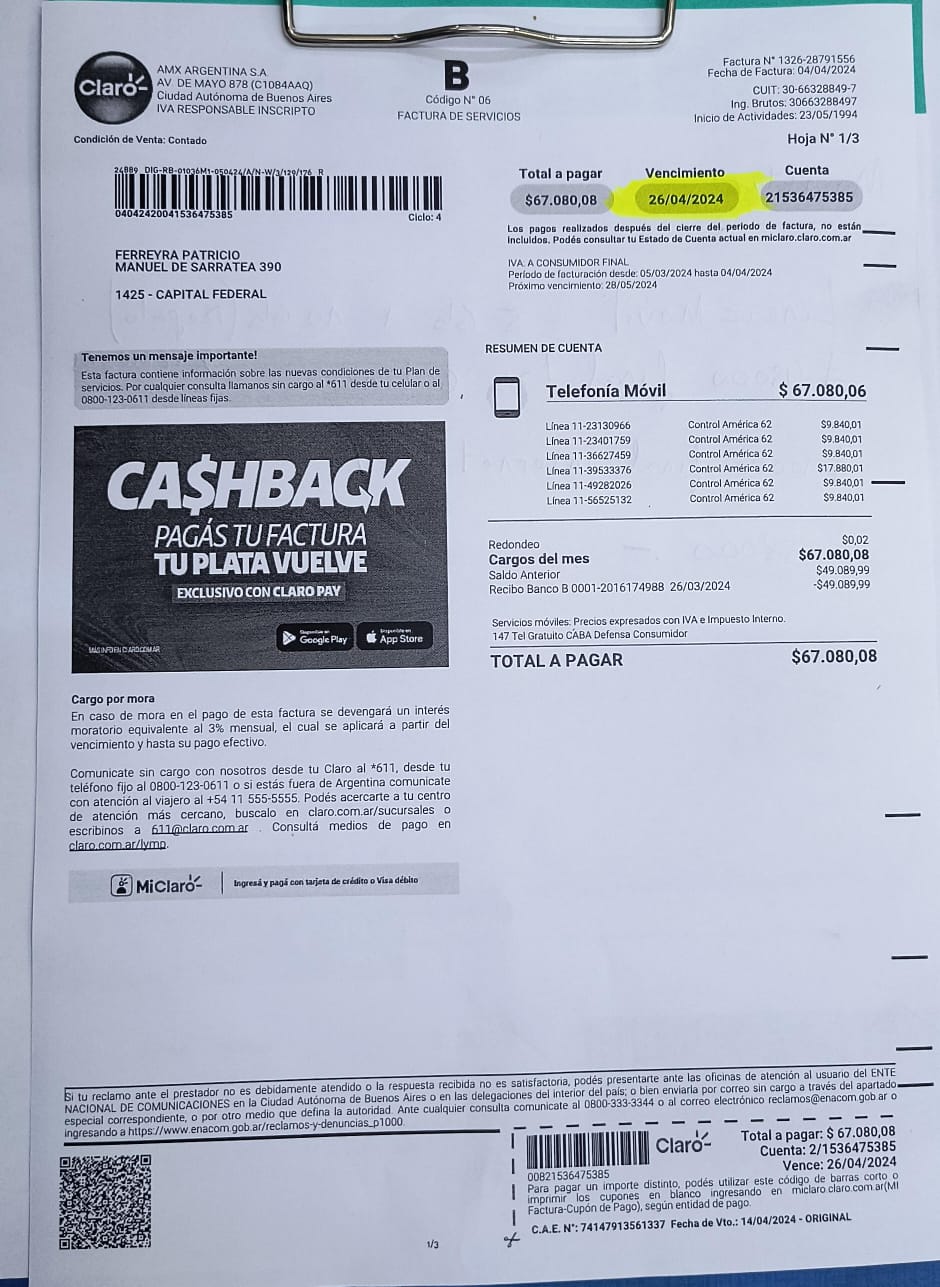 Claro
AMX ARGENTINA S.A.
AV. DE MAYO 878 (C1084AAQ)
Ciudad Autónoma de Buenos Aires
IVA RESPONSABLE INSCRIPTO
Condición de Venta: Contado
B
Código N° 06
FACTURA DE SERVICIOS
Factura N° 1326-28791556
Fecha de Factura: 04/04/2024
CUIT: 30-66328849-7
Ing. Brutos: 30663288497
Inicio de Actividades: 23/05/1994
Hoja N° 1/3
24889 DIG-RB-01036M1-050424/A/N-W/3/129/176 R
04042420041536475385
Ciclo: 4
Total a pagar Vencimiento Cuenta
$67.080,08 26/04/2024 21536475385
Los pagos realizados después del cierre del periodo de factura, no están
incluidos. Podés consultar tu Estado de Cuenta actual en miclaro.claro.com.ar
FERREYRA PATRICIO
MANUEL DE SARRATEA 390
1425 - CAPITAL FEDERAL
IVA: A CONSUMIDOR FINAL
Período de facturación desde: 05/03/2024 hasta 04/04/2024
Próximo vencimiento: 28/05/2024
Tenemos un mensaje importante!
Esta factura contiene información sobre las nuevas condiciones de tu Plan de
servicios. Por cualquier consulta llamanos sin cargo al *611 desde tu celular o al
0800-123-0611 desde líneas fijas.
CA$HBACK
PAGÁS TU FACTURA
TU PLATA VUELVE
EXCLUSIVO CON CLARO PAY
MÁS INFO EN CLARO.COM.AR
Disponible en
Google Play
Disponible en
App Store
RESUMEN DE CUENTA
Telefonía Móvil $ 67.080,06
Línea 11-23130966 Control América 62 $9.840,01
Línea 11-23401759 Control América 62 $9.840,01
Línea 11-36627459 Control América 62 $9.840,01
Línea 11-39533376 Control América 62 $17.880,01
Línea 11-49282026 Control América 62 $9.840,01
Línea 11-56525132 Control América 62 $9.840,01
Redondeo $0,02
Cargos del mes $67.080,08
Saldo Anterior $49.089,99
Recibo Banco B 0001-2016174988 26/03/2024 -$49.089,99
Servicios móviles: Precios expresados con IVA e Impuesto Interno.
147 Tel Gratuito CABA Defensa Consumidor
TOTAL A PAGAR $67.080,08
Cargo por mora
En caso de mora en el pago de esta factura se devengará un interés
moratorio equivalente al 3% mensual, el cual se aplicará a partir del
vencimiento y hasta su pago efectivo.
Comunicate sin cargo con nosotros desde tu Claro al *611, desde tu
teléfono fijo al 0800-123-0611 o si estás fuera de Argentina comunicate
con atención al viajero al +54 11 555-5555. Podés acercarte a tu centro
de atención más cercano, buscalo en claro.com.ar/sucursales o
escribinos a 611@claro.com.ar . Consultá medios de pago en
claro.com.ar/lymp.
MiClaro
Ingresá y pagá con tarjeta de crédito o Visa débito
Si tu reclamo ante el prestador no es debidamente atendido o la respuesta recibida no es satisfactoria, podés presentarte ante las oficinas de atención al usuario del ENTE
NACIONAL DE COMUNICACIONES en la Ciudad Autónoma de Buenos Aires o en las delegaciones del interior del país; o bien enviarla por correo sin cargo a través del apartado
especial correspondiente, o por otro medio que defina la autoridad. Ante cualquier consulta comunicate al 0800-333-3344 o al correo electrónico reclamos@enacom.gob.ar o
ingresando a https://www.enacom.gob.ar/reclamos-y-denuncias_p1000.
Claro
Total a pagar: $ 67.080,08
Cuenta: 2/1536475385
Vence: 26/04/2024
00821536475385
Para pagar un importe distinto, podés utilizar este código de barras corto o
imprimir los cupones en blanco ingresando en miclaro.claro.com.ar(MI
Factura-Cupón de Pago), según entidad de pago.
C.A.E. N°: 74147913561337 Fecha de Vto.: 14/04/2024 - ORIGINAL
1/3